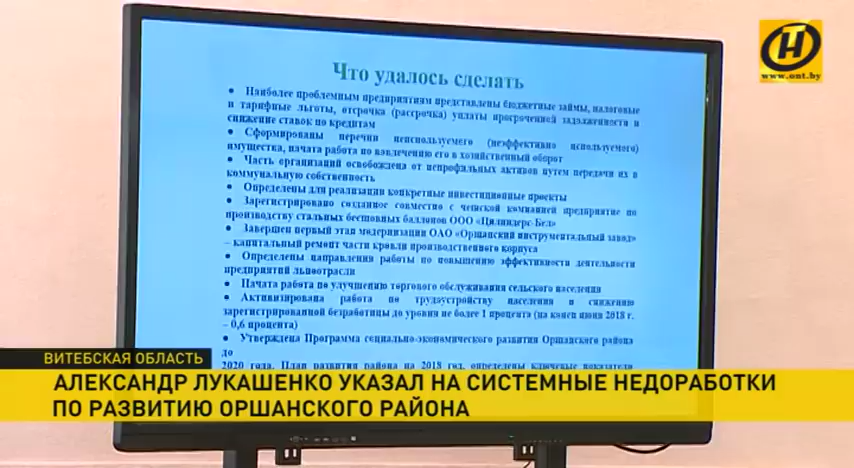 www.ont.by
Что удалось сделать
● Наиболее проблемным предприятиям представлены бюджетные займы, налоговые
и тарифные льготы, отсрочка (рассрочка) уплаты просроченной задолженности и
снижение ставок по кредитам
● Сформированы перечни неиспользуемого (неэффективно используемого)
имущества, начата работа по вовлечению его в хозяйственный оборот
● Часть организаций освобождена от непрофильных активов путем передачи их в
коммунальную собственность
● Определены для реализации конкретные инвестиционные проекты
● Зарегистрировано созданное совместно с чешской компанией предприятие по
производству стальных бесшовных баллонов ООО «Цилиндерс-Бел»
● Завершен первый этап модернизации ОАО «Оршанский инструментальный завод»
– капитальный ремонт части кровли производственного корпуса
● Определены направления работы по повышению эффективности деятельности
предприятий льноотрасли
● Начата работа по улучшению торгового обслуживания сельского населения
● Активизирована работа по трудоустройству населения и снижению
зарегистрированной безработицы до уровня не более 1 процента (на конец июня 2018 г.
– 0,6 процента)
● Утверждена Программа социально-экономического развития Оршанского района
до
2020 года. План развития района на 2018 год, определены ключевые показатели
ВИТЕБСКАЯ ОБЛАСТЬ
АЛЕКСАНДР ЛУКАШЕНКО УКАЗАЛ НА СИСТЕМНЫЕ НЕДОРАБОТКИ
ПО РАЗВИТИЮ ОРШАНСКОГО РАЙОНА